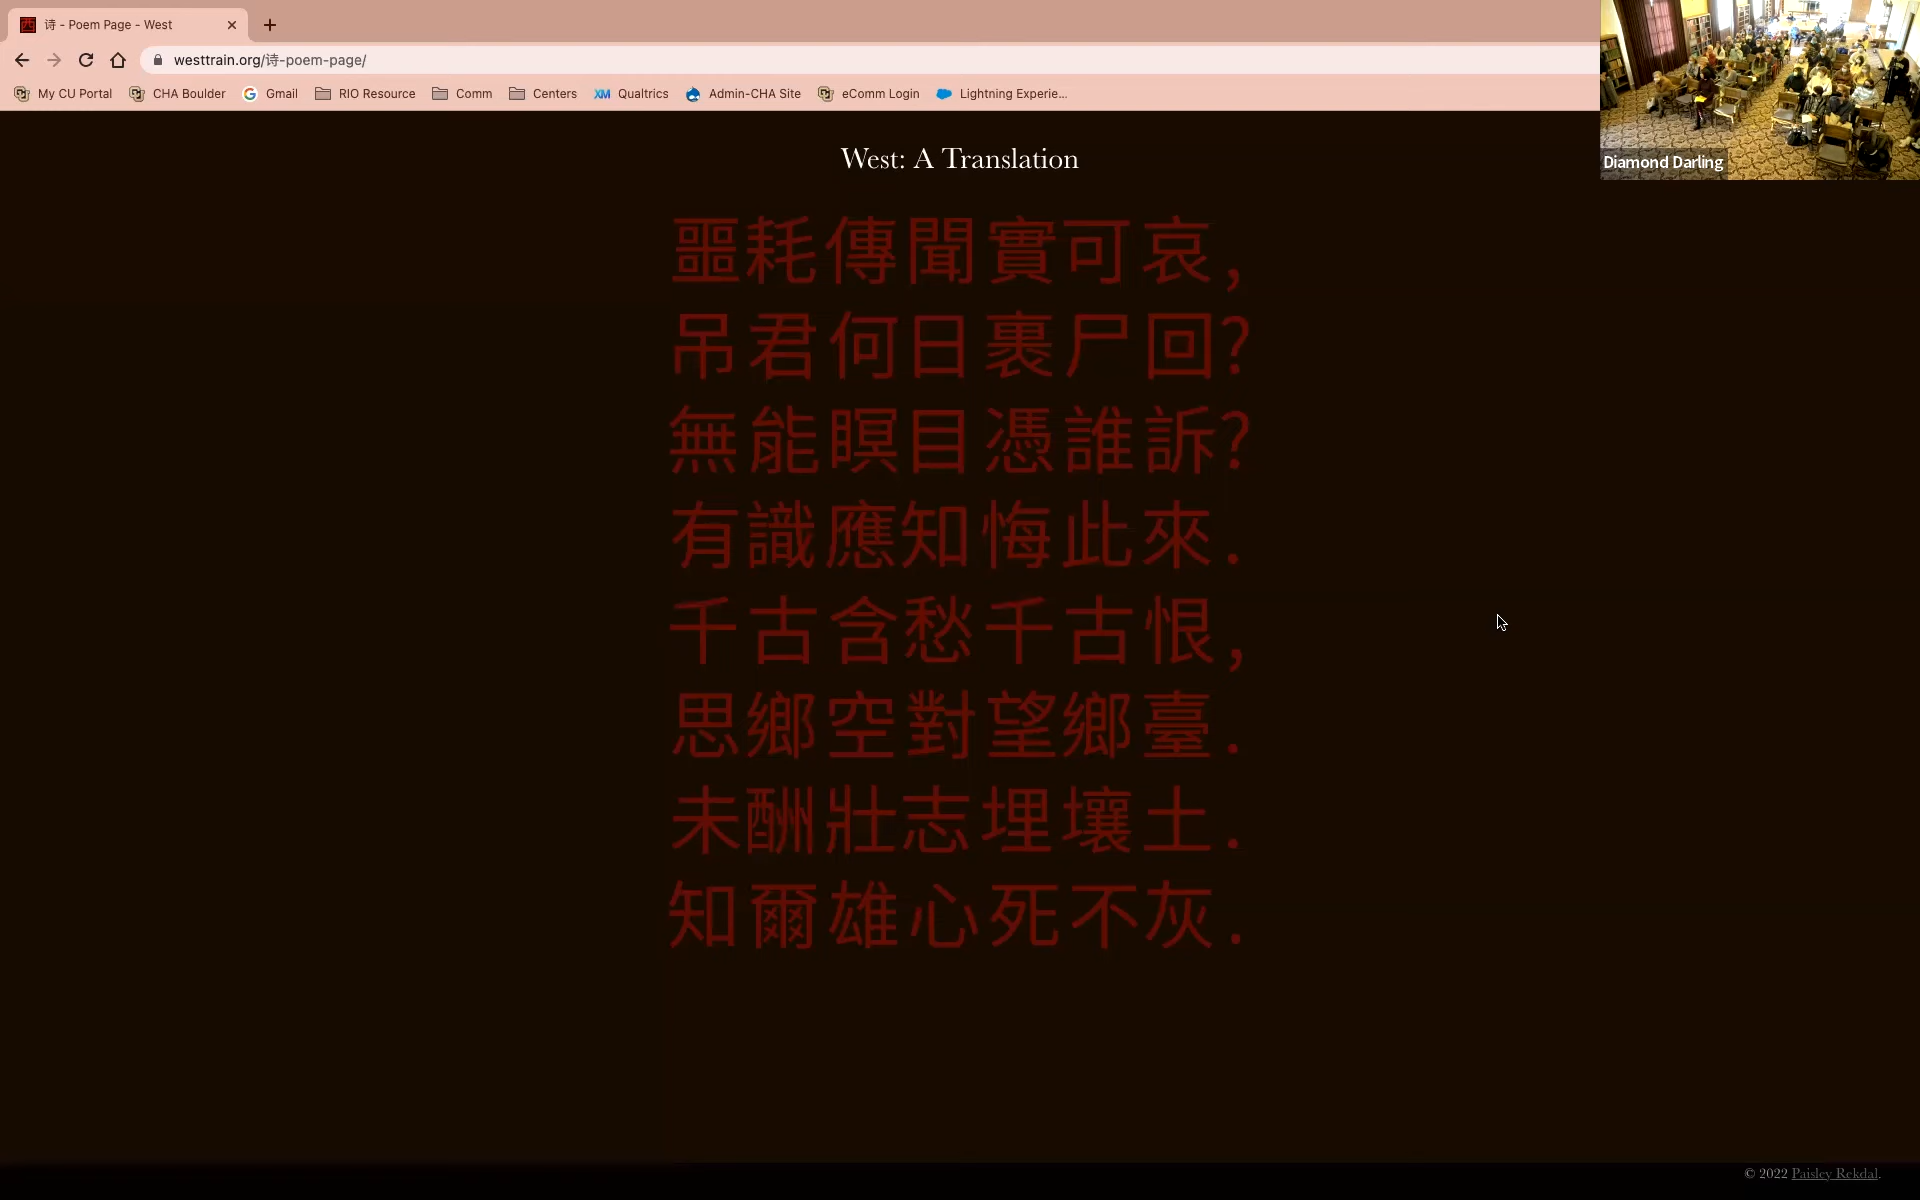 诗 - Poem Page - West
westtrain.org/诗-poem-page/
My CU Portal CHA Boulder Gmail RIO Resource Comm Centers Qualtrics Admin-CHA Site eComm Login Lightning Experie...
Diamond Darling
West: A Translation
噩耗傳聞實可哀,
吊君何日裹尸回?
無能瞑目憑誰訴?
有識應知悔此來.
千古含愁千古恨,
思鄉空對望鄉臺.
未酬壯志埋壤土.
知爾雄心死不灰.
© 2022 Paisley Rekdal.